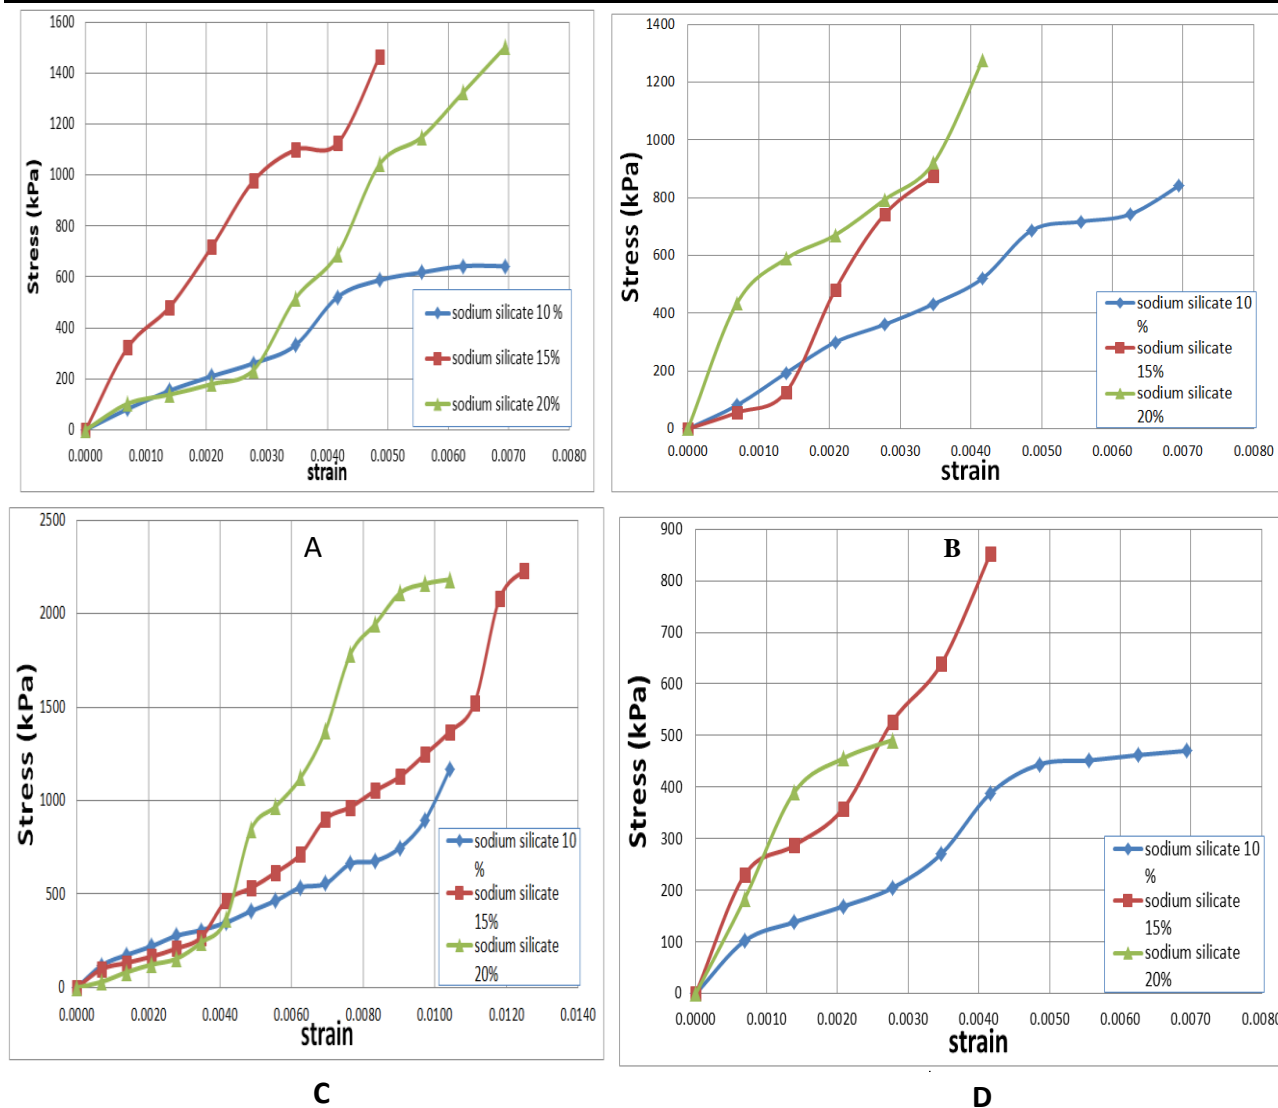 1600
1400
1200
1000
800
600
400
200
0
Stress (kPa)
0.0000 0.0010 0.0020 0.0030 0.0040 0.0050 0.0060 0.0070 0.0080
strain
sodium silicate 10 %
sodium silicate 15%
sodium silicate 20%
A
1400
1200
1000
800
600
400
200
0
Stress (kPa)
0.0000 0.0010 0.0020 0.0030 0.0040 0.0050 0.0060 0.0070 0.0080
strain
sodium silicate 10
%
sodium silicate
15%
sodium silicate
20%
B
2500
2000
1500
1000
500
0
Stress (kPa)
0.0000 0.0020 0.0040 0.0060 0.0080 0.0100 0.0120 0.0140
strain
sodium silicate 10
%
sodium silicate
15%
sodium silicate
20%
C
900
800
700
600
500
400
300
200
100
0
Stress (kPa)
0.0000 0.0010 0.0020 0.0030 0.0040 0.0050 0.0060 0.0070 0.0080
strain
sodium silicate 10
%
sodium silicate
15%
sodium silicate
20%
D